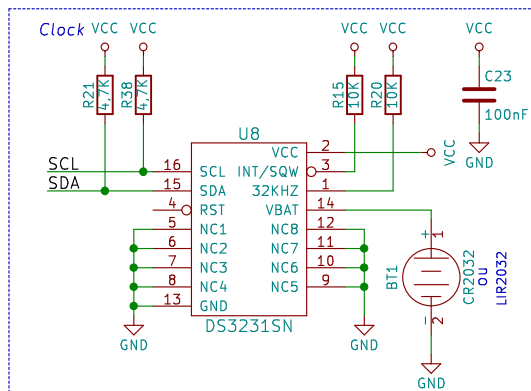 Clock
VCC VCC VCC VCC VCC
R21 4,7K
R38 4,7K
R15 10K
R20 10K
C23
100nF
GND
U8
VCC 2
VCC
SCL
16 SCL INT/SQW 3
SDA
15 SDA 32KHZ 1
4 RST VBAT 14
5 NC1 NC8 12
6 NC2 NC7 11
7 NC3 NC6 10
8 NC4 NC5 9
13 GND
DS3231SN
GND
GND
BT1
+ 1
- 2
CR2032
ou
LIR2032
GND